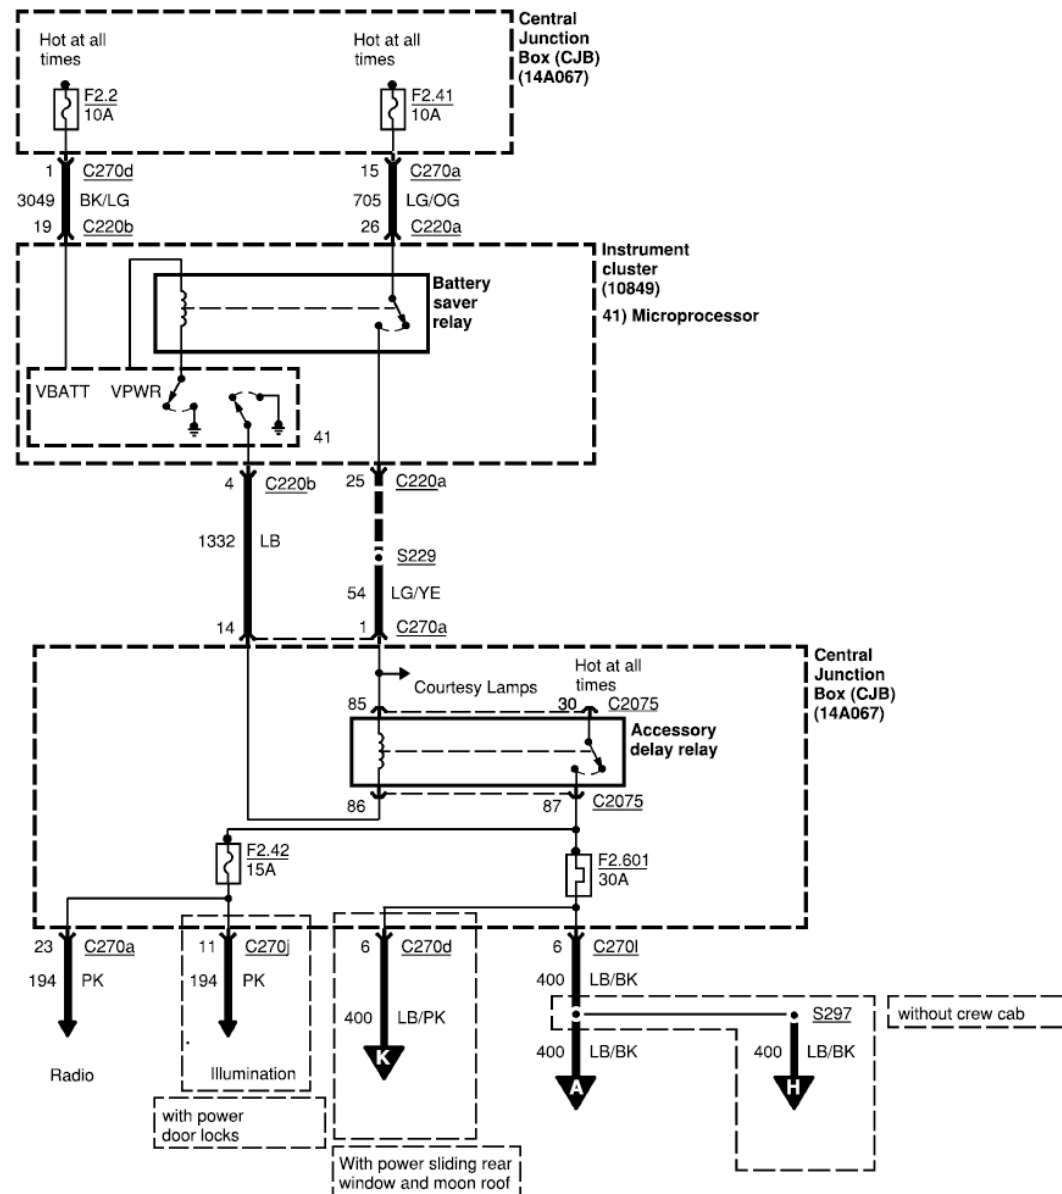 Central
Junction
Box (CJB)
(14A067)
Hot at all
times
Hot at all
times
F2.2
10A
F2.41
10A
1 C270d
15 C270a
3049 BK/LG
705 LG/OG
19 C220b
26 C220a
Instrument
cluster
(10849)
41) Microprocessor
Battery
saver
relay
VBATT VPWR
41
4 C220b
25 C220a
1332 LB
S229
54 LG/YE
14
1 C270a
Central
Junction
Box (CJB)
(14A067)
Courtesy Lamps
Hot at all
times
85
30 C2075
Accessory
delay relay
86
87 C2075
F2.42
15A
F2.601
30A
23 C270a
11 C270j
6 C270d
6 C270l
194 PK
194 PK
400 LB/PK
400 LB/BK
S297
without crew cab
400 LB/BK
400 LB/BK
K
A
H
Radio
Illumination
with power
door locks
With power sliding rear
window and moon roof